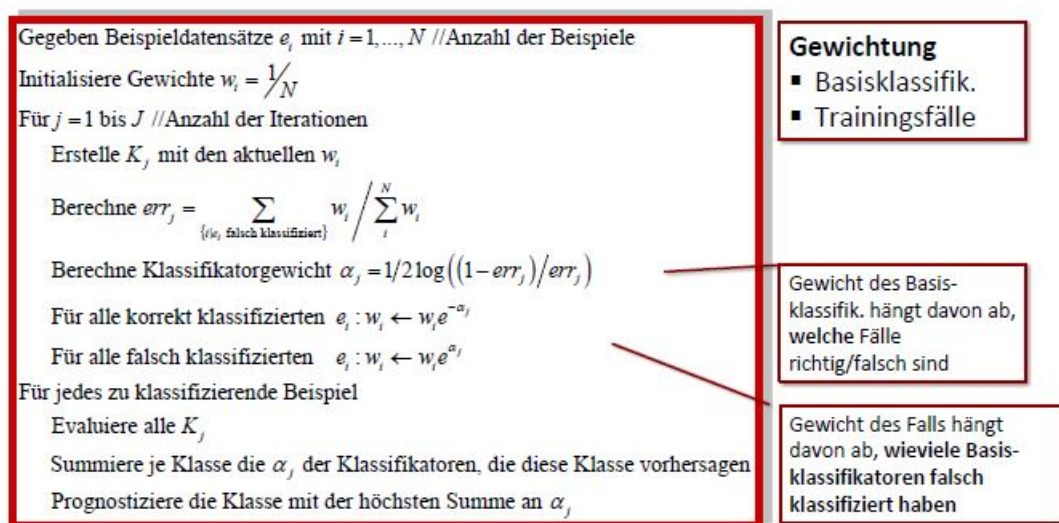 Gegeben Beispieldatensätze e_i mit i = 1,..., N //Anzahl der Beispiele
Initialisiere Gewichte w_i = 1/N
Für j = 1 bis J //Anzahl der Iterationen
Erstelle K_j mit den aktuellen w_i
Berechne err_j = ∑_{{i|e_i falsch klassifiziert}} w_i / ∑_i^N w_i
Berechne Klassifikatorgewicht α_j = 1/2 log((1 − err_j)/err_j)
Für alle korrekt klassifizierten e_i : w_i ← w_i e^{−α_j}
Für alle falsch klassifizierten e_i : w_i ← w_i e^{α_j}
Für jedes zu klassifizierende Beispiel
Evaluiere alle K_j
Summiere je Klasse die α_j der Klassifikatoren, die diese Klasse vorhersagen
Prognostiziere die Klasse mit der höchsten Summe an α_j
Gewichtung
▪ Basisklassifik.
▪ Trainingsfälle
Gewicht des Basis-
klassifik. hängt davon ab,
welche Fälle
richtig/falsch sind
Gewicht des Falls hängt
davon ab, wieviele Basis-
klassifikatoren falsch
klassifiziert haben